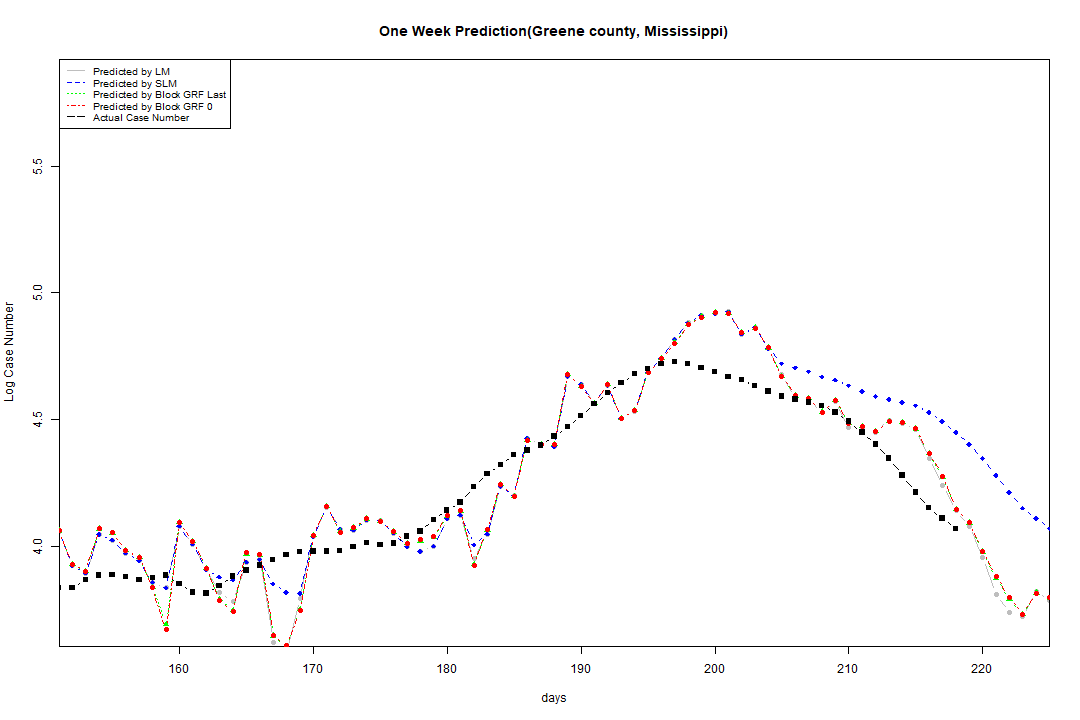 One Week Prediction(Greene county, Mississippi)
Predicted by LM
Predicted by SLM
Predicted by Block GRF Last
Predicted by Block GRF 0
Actual Case Number
5.5
5.0
4.5
4.0
Log Case Number
160 170 180 190 200 210 220
days